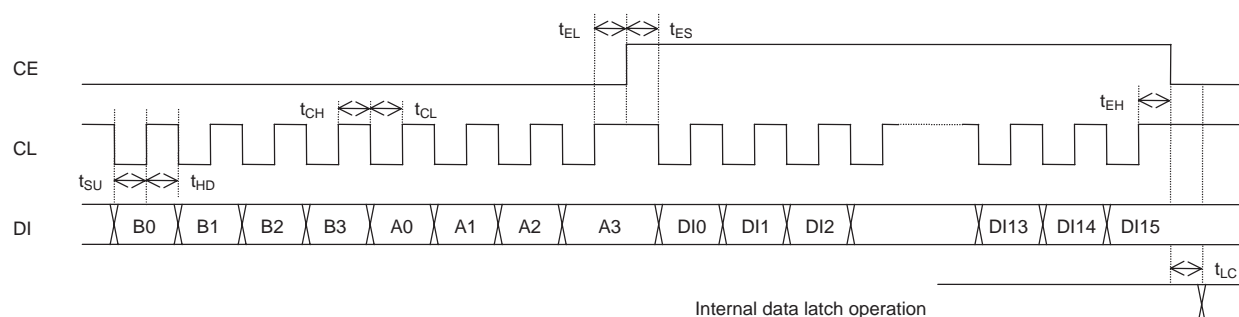 tEL tES
CE
tCH tCL tEH
CL
tSU tHD
DI B0 B1 B2 B3 A0 A1 A2 A3 DI0 DI1 DI2 DI13 DI14 DI15
tLC
Internal data latch operation